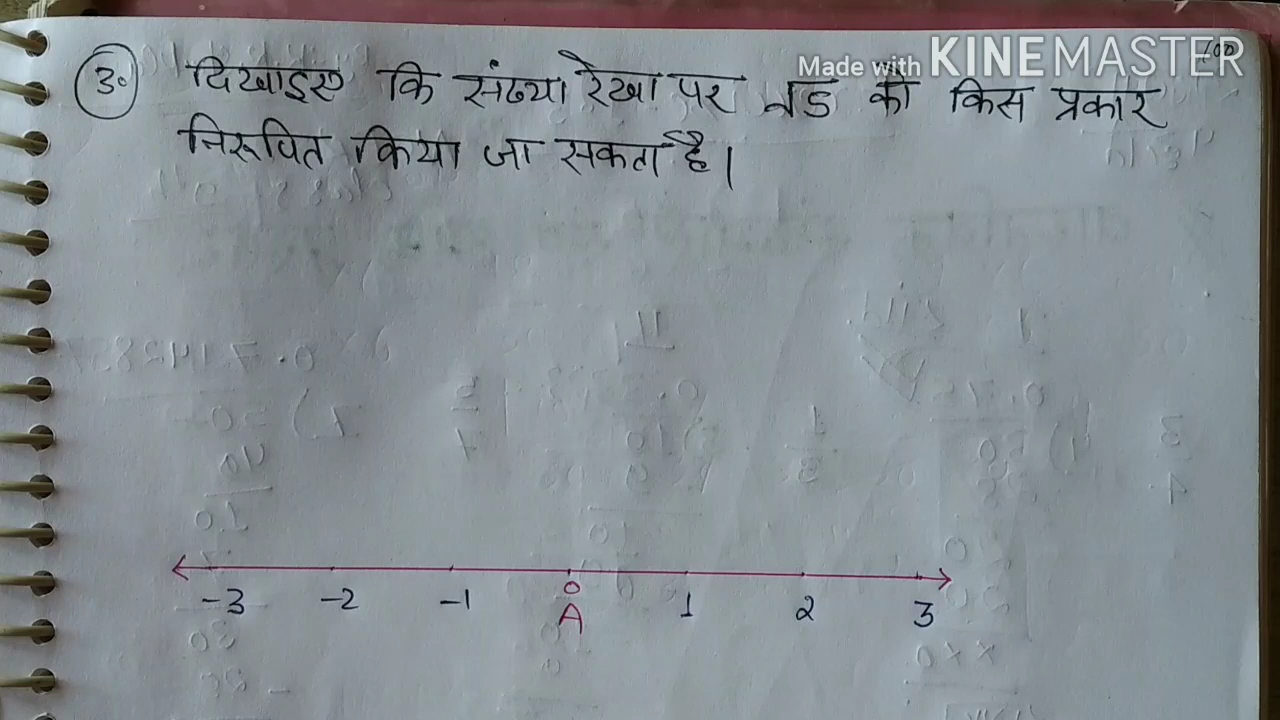 Made with KINEMASTER
3. दिखाइए कि संख्या रेखा पर √5 को किस प्रकार
निरूपित किया जा सकता है।
-3 -2 -1 0 1 2 3
A